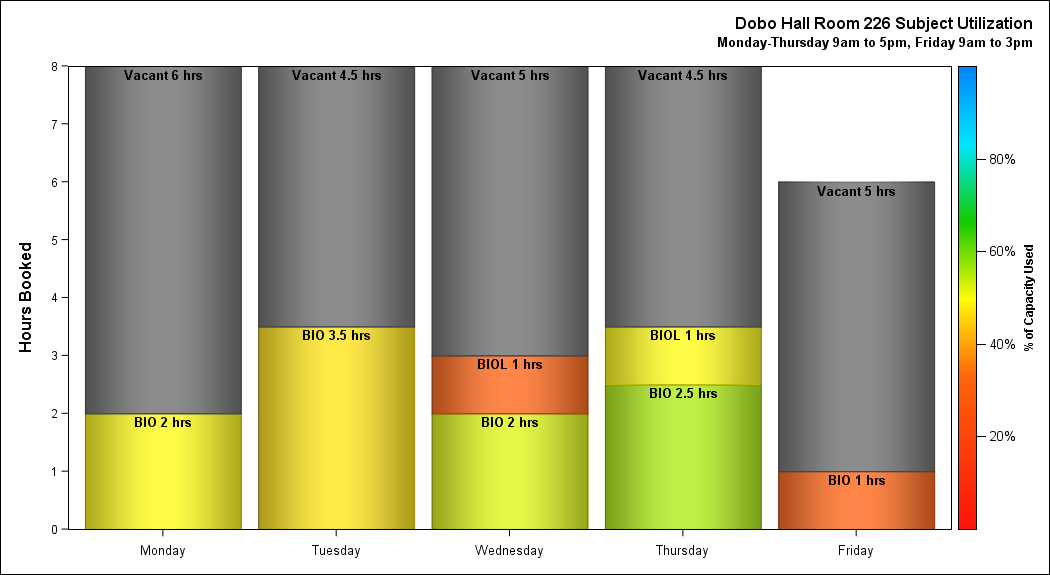 Dobo Hall Room 226 Subject Utilization
Monday-Thursday 9am to 5pm, Friday 9am to 3pm
Hours Booked
8
7
6
5
4
3
2
1
0
Vacant 6 hrs
BIO 2 hrs
Vacant 4.5 hrs
BIO 3.5 hrs
Vacant 5 hrs
BIOL 1 hrs
BIO 2 hrs
Vacant 4.5 hrs
BIOL 1 hrs
BIO 2.5 hrs
Vacant 5 hrs
BIO 1 hrs
Monday
Tuesday
Wednesday
Thursday
Friday
80%
60%
40%
20%
% of Capacity Used